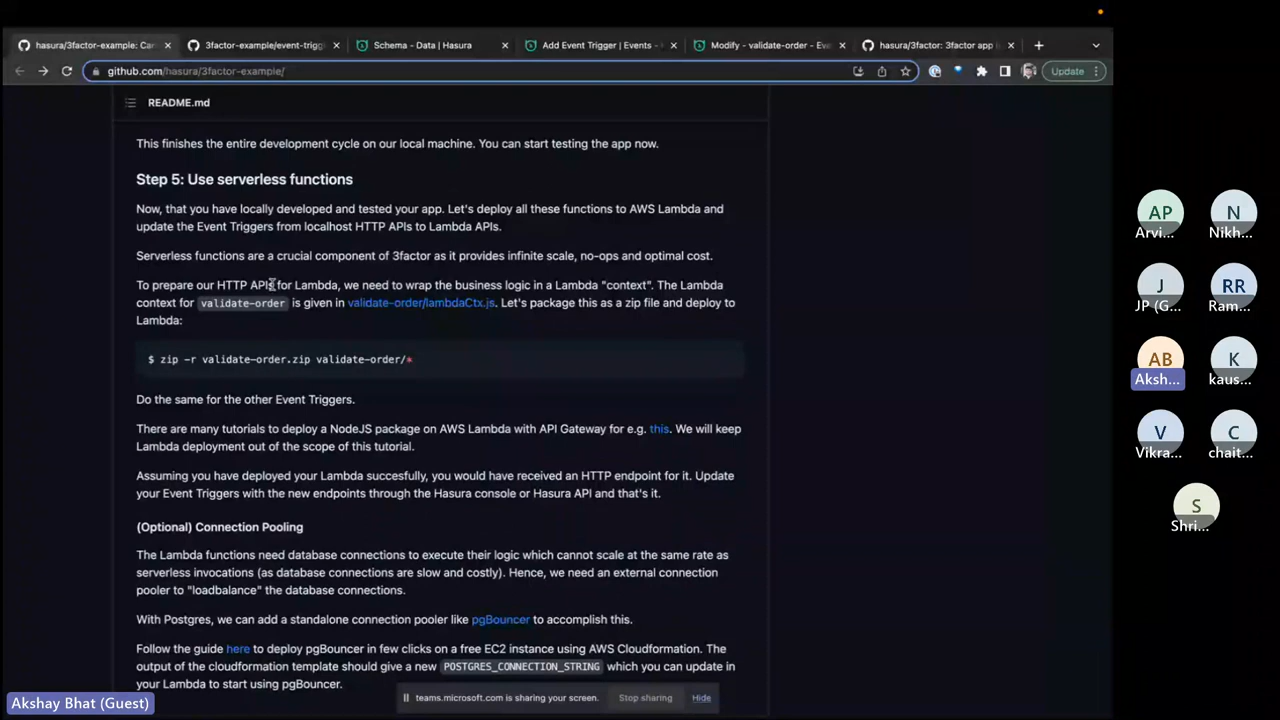 hasura/3factor-example: Car
3factor-example/event-trigg
Schema - Data | Hasura
Add Event Trigger | Events -
Modify - validate-order - Eve
hasura/3factor: 3factor app i
github.com/hasura/3factor-example/
Update
README.md
This finishes the entire development cycle on our local machine. You can start testing the app now.
Step 5: Use serverless functions
Now, that you have locally developed and tested your app. Let's deploy all these functions to AWS Lambda and
update the Event Triggers from localhost HTTP APIs to Lambda APIs.
Serverless functions are a crucial component of 3factor as it provides infinite scale, no-ops and optimal cost.
To prepare our HTTP APIs for Lambda, we need to wrap the business logic in a Lambda "context". The Lambda
context for validate-order is given in validate-order/lambdaCtx.js. Let's package this as a zip file and deploy to
Lambda:
$ zip -r validate-order.zip validate-order/*
Do the same for the other Event Triggers.
There are many tutorials to deploy a NodeJS package on AWS Lambda with API Gateway for e.g. this. We will keep
Lambda deployment out of the scope of this tutorial.
Assuming you have deployed your Lambda succesfully, you would have received an HTTP endpoint for it. Update
your Event Triggers with the new endpoints through the Hasura console or Hasura API and that's it.
(Optional) Connection Pooling
The Lambda functions need database connections to execute their logic which cannot scale at the same rate as
serverless invocations (as database connections are slow and costly). Hence, we need an external connection
pooler to "loadbalance" the database connections.
With Postgres, we can add a standalone connection pooler like pgBouncer to accomplish this.
Follow the guide here to deploy pgBouncer in few clicks on a free EC2 instance using AWS Cloudformation. The
output of the cloudformation template should give a new POSTGRES_CONNECTION_STRING which you can update in
your Lambda to start using pgBouncer.
teams.microsoft.com is sharing your screen.
Stop sharing
Hide
Akshay Bhat (Guest)
AP
N
Arvi...
Nikh...
J
RR
JP (G...
Ram...
AB
K
Aksh...
kaus...
V
C
Vikra...
chait...
S
Shri...